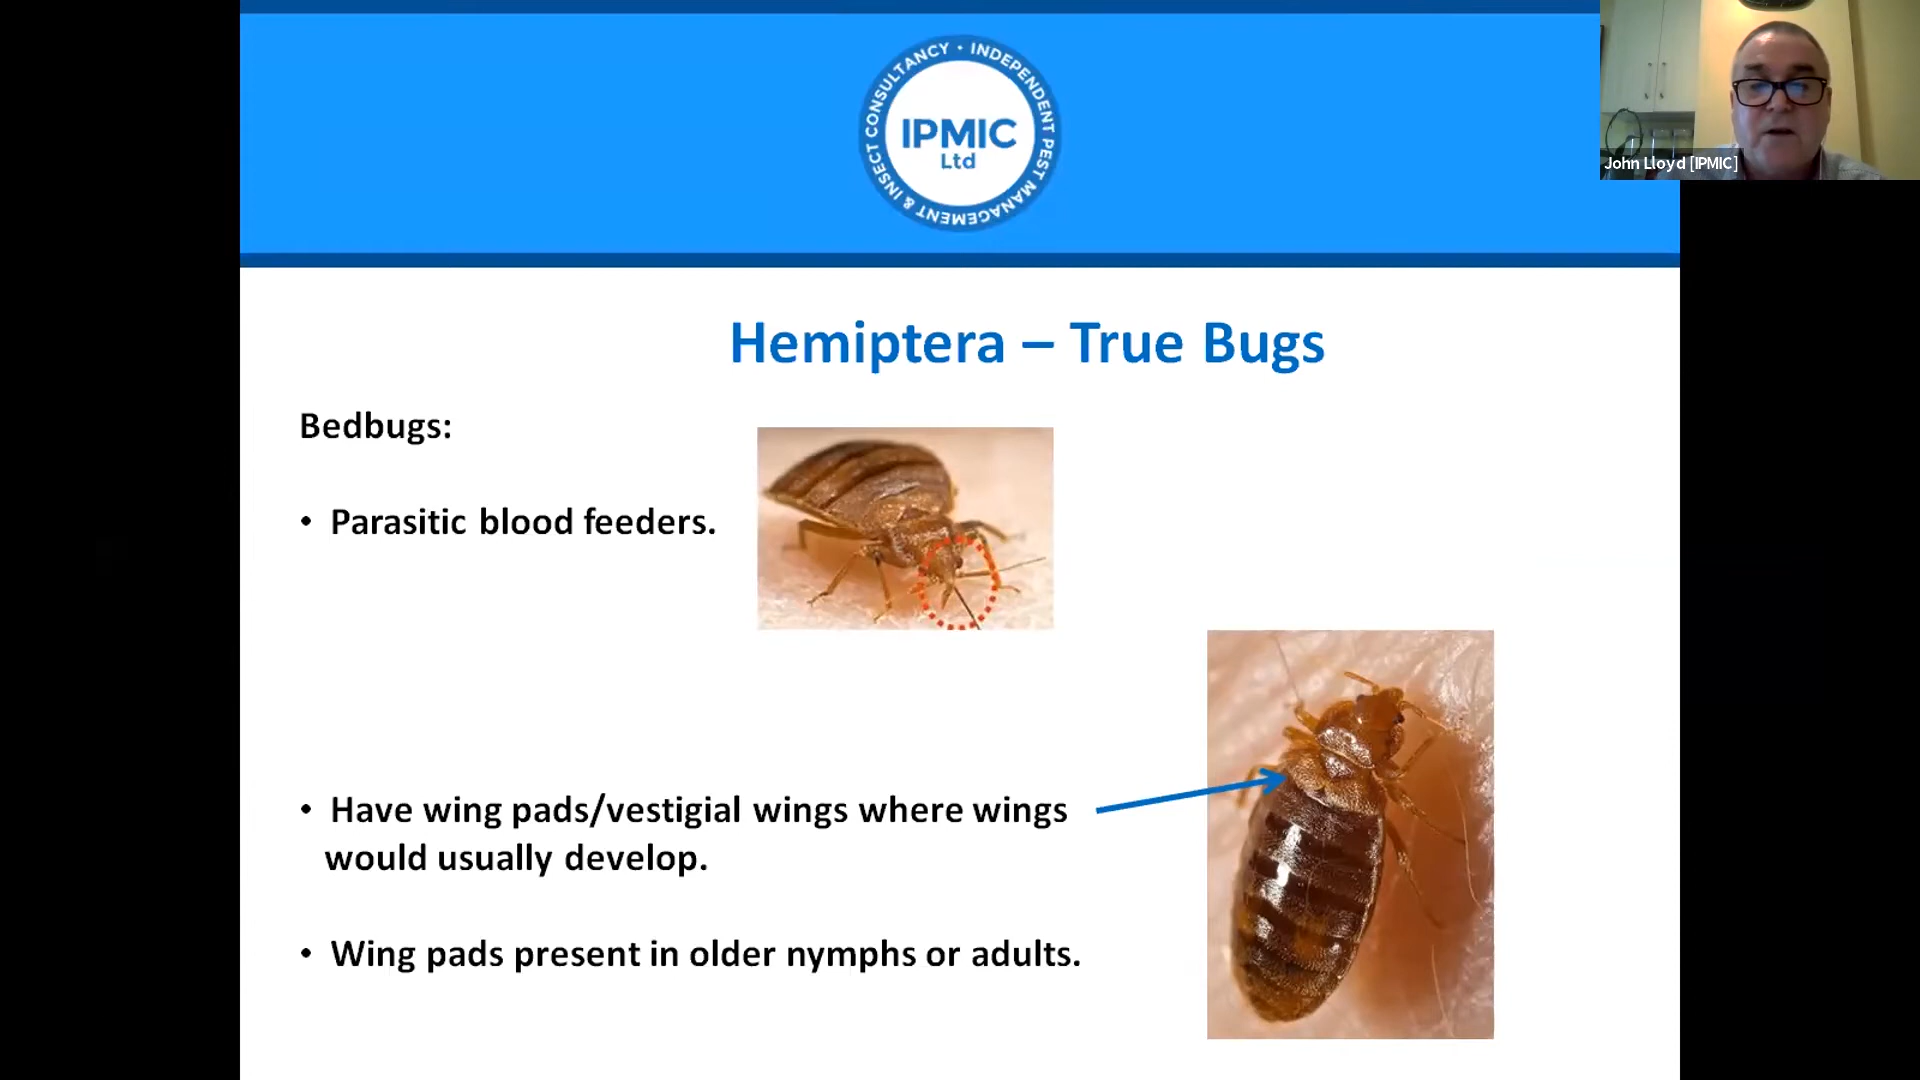 INSECT CONSULTANCY • INDEPENDENT PEST MANAGEMENT &
IPMIC
Ltd
John Lloyd [IPMIC]
Hemiptera – True Bugs
Bedbugs:
• Parasitic blood feeders.
• Have wing pads/vestigial wings where wings
would usually develop.
• Wing pads present in older nymphs or adults.